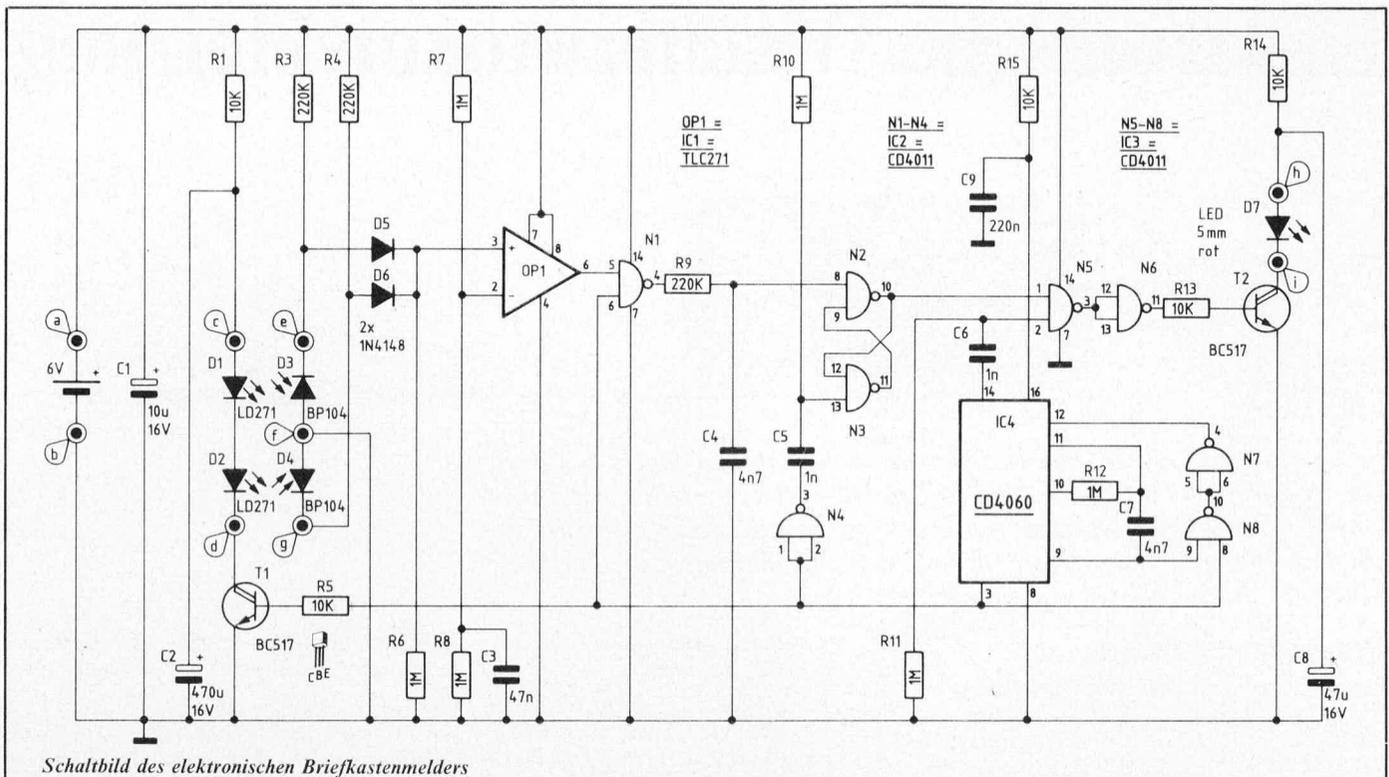 R1
10K
R3
220K
R4
220K
R7
1M
R10
1M
R15
10K
R14
10K
OP1 =
IC1 =
TLC271
N1-N4 =
IC2 =
CD4011
N5-N8 =
IC3 =
CD4011
C9
220n
h
D7
LED
5mm
rot
i
T2
BC517
D5
D6
2x
1N4148
3
+
2
-
OP1
7
8
6
4
N1
14
5
6
4
7
R9
220K
N2
8
9
10
12
13
11
N3
N5
14
1
2
3
7
N6
12
13
11
R13
10K
C6
1n
a
6V
+
b
C1
+
10u
16V
c
D1
LD271
D2
LD271
d
e
D3
BP104
f
D4
BP104
g
C4
4n7
C5
1n
3
N4
1
2
14
16
IC4
CD4060
12
11
10
9
3
8
R12
1M
C7
4n7
4
N7
5
6
10
N8
9
8
T1
BC517
R5
10K
CBE
C2
+
470u
16V
R6
1M
R8
1M
C3
47n
R11
1M
C8
+
47u
16V
Schaltbild des elektronischen Briefkastenmelders